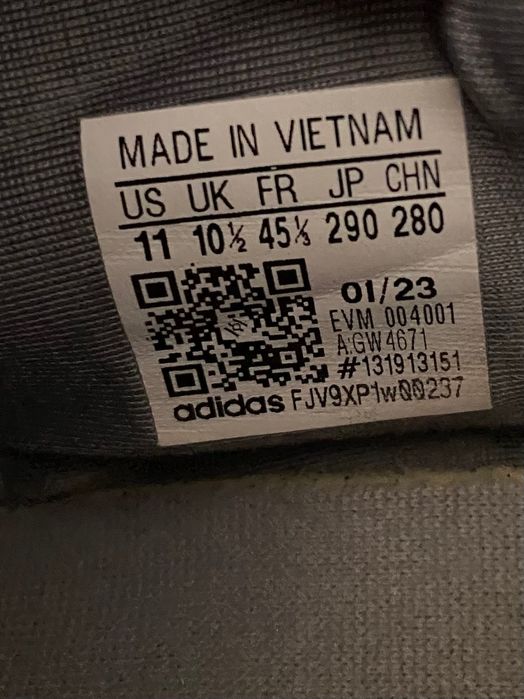 MADE IN VIETNAM
US UK FR JP CHN
11 10½ 45⅓ 290 280
01/23
EVM 004001
A:GW4671
#131913151
adidas FJV9XP1wQ0237